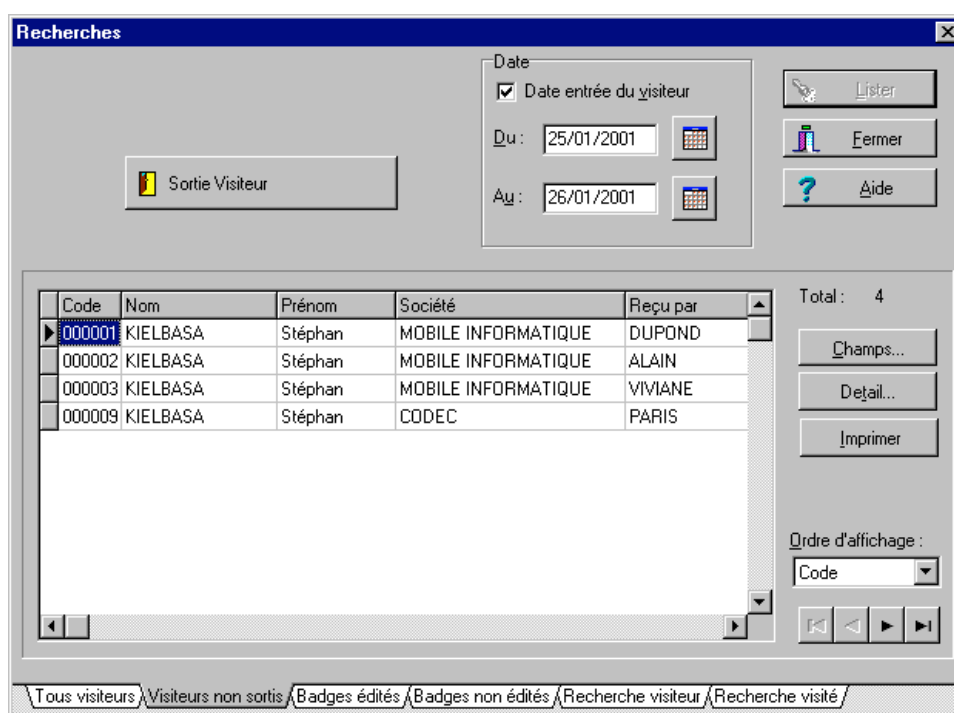 Recherches
Date
Date entrée du visiteur
Lister
Du : 25/01/2001
Fermer
Sortie Visiteur
Au : 26/01/2001
Aide
Total : 4
Code Nom Prénom Société Reçu par
000001 KIELBASA Stéphan MOBILE INFORMATIQUE DUPOND
000002 KIELBASA Stéphan MOBILE INFORMATIQUE ALAIN
000003 KIELBASA Stéphan MOBILE INFORMATIQUE VIVIANE
000009 KIELBASA Stéphan CODEC PARIS
Champs...
Detail...
Imprimer
Ordre d'affichage :
Code
Tous visiteurs Visiteurs non sortis Badges édités Badges non édités Recherche visiteur Recherche visité